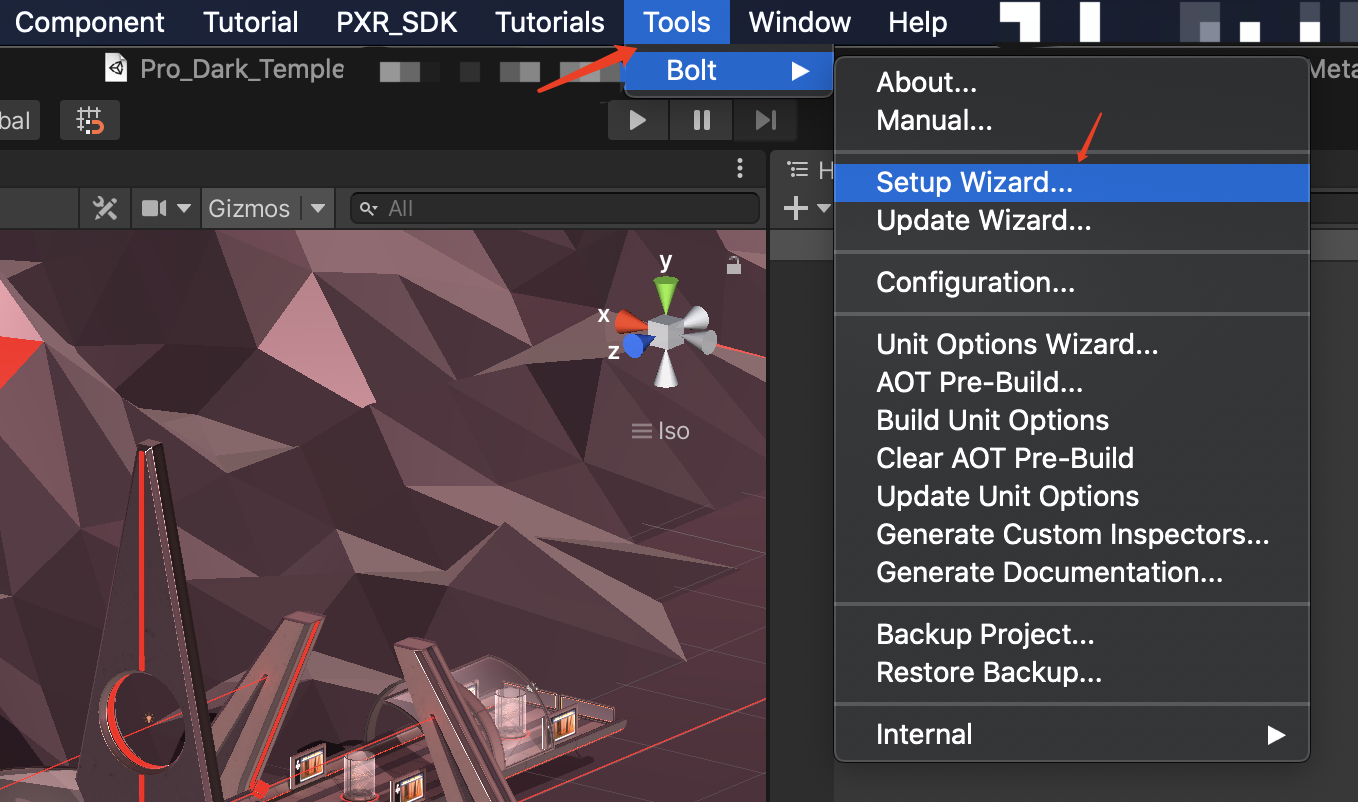 Component Tutorial PXR_SDK Tutorials Tools Window Help
Pro_Dark_Temple
Bolt
About...
Manual...
Setup Wizard...
Update Wizard...
Configuration...
Unit Options Wizard...
AOT Pre-Build...
Build Unit Options
Clear AOT Pre-Build
Update Unit Options
Generate Custom Inspectors...
Generate Documentation...
Backup Project...
Restore Backup...
Internal
Meta
bal
H
Gizmos
All
y
x
z
Iso